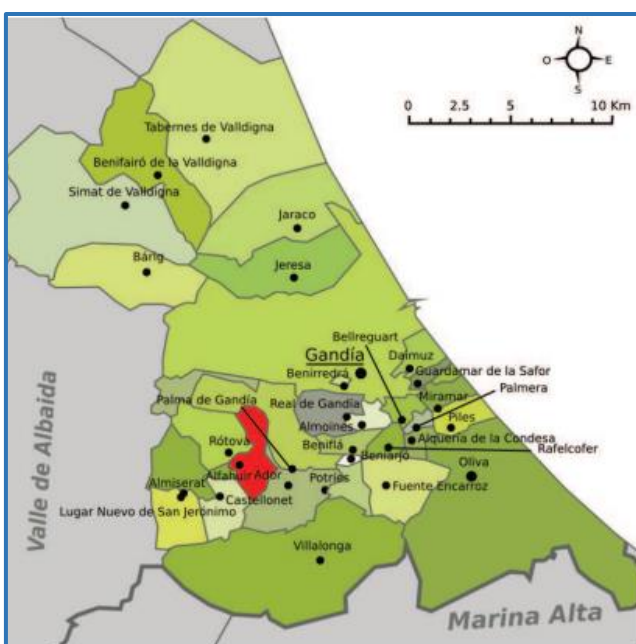 N
O E
S
0 2.5 5 10 Km
Tabernes de Valldigna
Benifairó de la Valldigna
Simat de Valldigna
Jaraco
Bárig
Jeresa
Bellreguart
Gandía
Daimuz
Benirredrá
Guardamar de la Safor
Palma de Gandía
Real de Gandía
Miramar
Palmera
Almoines
Piles
Rótova
Benifla
Alqueria de la Condesa
Rafelcofer
Beniarjó
Alfahuir
Ador
Potríes
Oliva
Almiserat
Castellonet
Fuente Encarroz
Lugar Nuevo de San Jerónimo
Villalonga
Valle de Albaida
Marina Alta